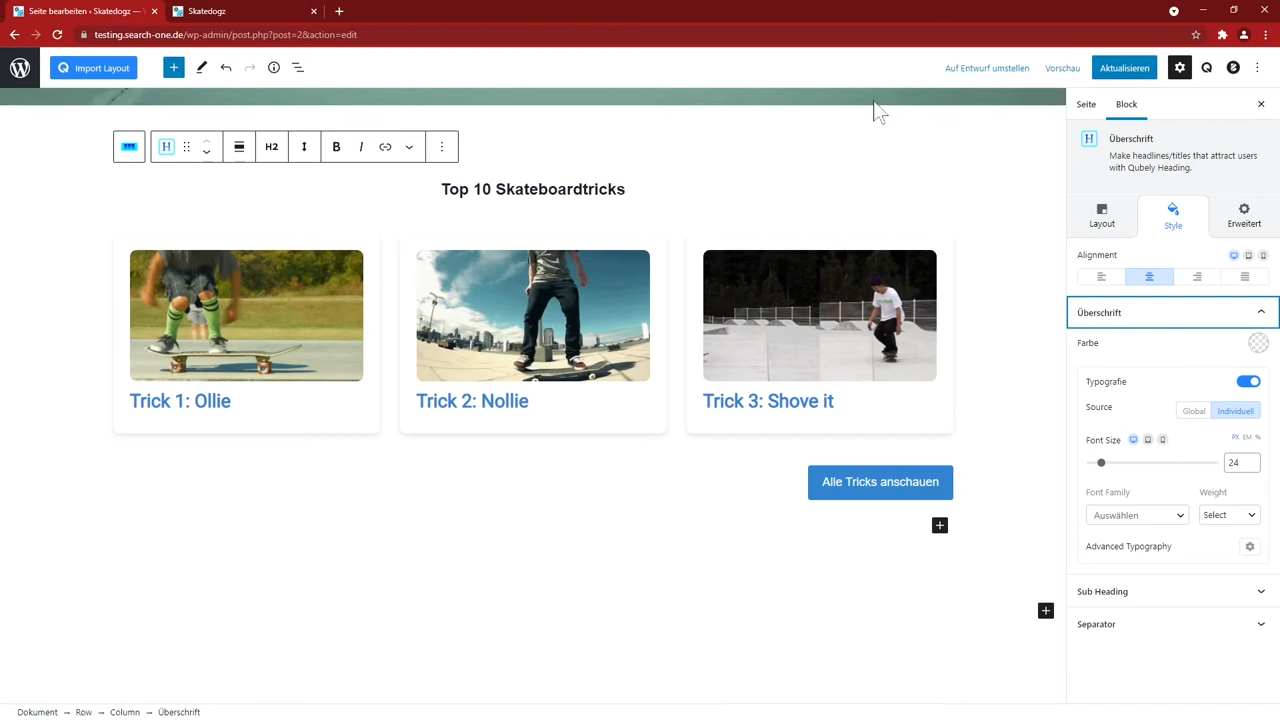 Seite bearbeiten ‹ Skatedogz —
Skatedogz
testing.search-one.de/wp-admin/post.php?post=2&action=edit
Import Layout
Auf Entwurf umstellen
Vorschau
Aktualisieren
Seite
Block
H
H2
B
I
H
Überschrift
Make headlines/titles that attract users
with Qubely Heading.
Top 10 Skateboardtricks
Layout
Style
Erweitert
Alignment
Überschrift
Farbe
Typografie
Source
Global
Individuell
Font Size
PX EM %
24
Font Family
Weight
Auswählen
Select
Advanced Typography
Sub Heading
Separator
Trick 1: Ollie
Trick 2: Nollie
Trick 3: Shove it
Alle Tricks anschauen
Dokument → Row → Column → Überschrift